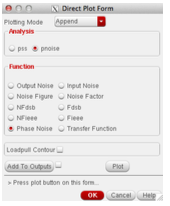 Direct Plot Form
Plotting Mode Append
Analysis
pss pnoise
Function
Output Noise Input Noise
Noise Figure Noise Factor
NFdsb Fdsb
NFieee Fieee
Phase Noise Transfer Function
Loadpull Contour
Add To Outputs Plot
> Press plot button on this form...
OK Cancel Help